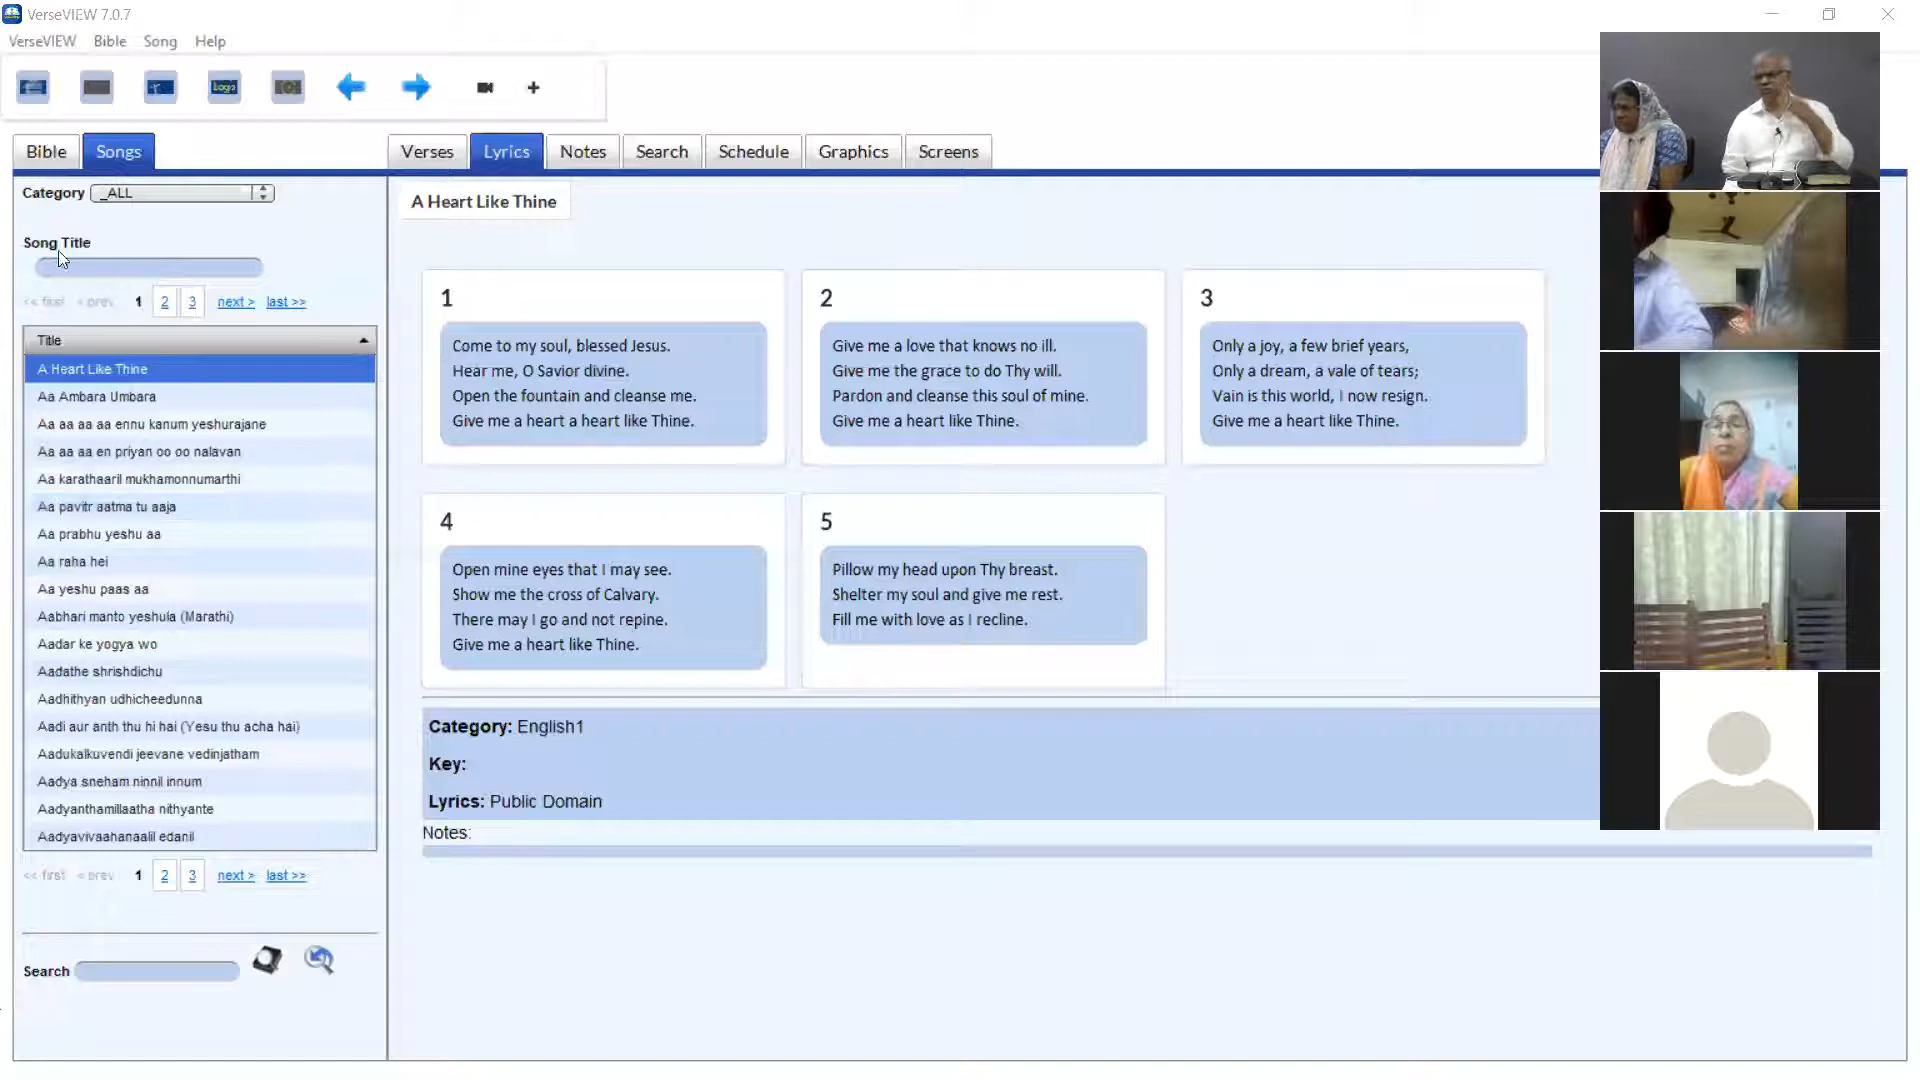 VerseVIEW 7.0.7
VerseVIEW Bible Song Help
Logo
Bible Songs
Verses Lyrics Notes Search Schedule Graphics Screens
Category _ALL
Song Title
<< first < prev 1 2 3 next > last >>
Title
A Heart Like Thine
Aa Ambara Umbara
Aa aa aa aa ennu kanum yeshurajane
Aa aa aa en priyan oo oo nalavan
Aa karathaaril mukhamonnumarthi
Aa pavitr aatma tu aaja
Aa prabhu yeshu aa
Aa raha hei
Aa yeshu paas aa
Aabhari manto yeshula (Marathi)
Aadar ke yogya wo
Aadathe shrishdichu
Aadhithyan udhicheedunna
Aadi aur anth thu hi hai (Yesu thu acha hai)
Aadukalkuvendi jeevane vedinjatham
Aadya sneham ninnil innum
Aadyanthamillaatha nithyante
Aadyavivaahanaalil edanil
<< first < prev 1 2 3 next > last >>
Search
A Heart Like Thine
1
Come to my soul, blessed Jesus.
Hear me, O Savior divine.
Open the fountain and cleanse me.
Give me a heart a heart like Thine.
2
Give me a love that knows no ill.
Give me the grace to do Thy will.
Pardon and cleanse this soul of mine.
Give me a heart like Thine.
3
Only a joy, a few brief years,
Only a dream, a vale of tears;
Vain is this world, I now resign.
Give me a heart like Thine.
4
Open mine eyes that I may see.
Show me the cross of Calvary.
There may I go and not repine.
Give me a heart like Thine.
5
Pillow my head upon Thy breast.
Shelter my soul and give me rest.
Fill me with love as I recline.
Category: English1
Key:
Lyrics: Public Domain
Notes: